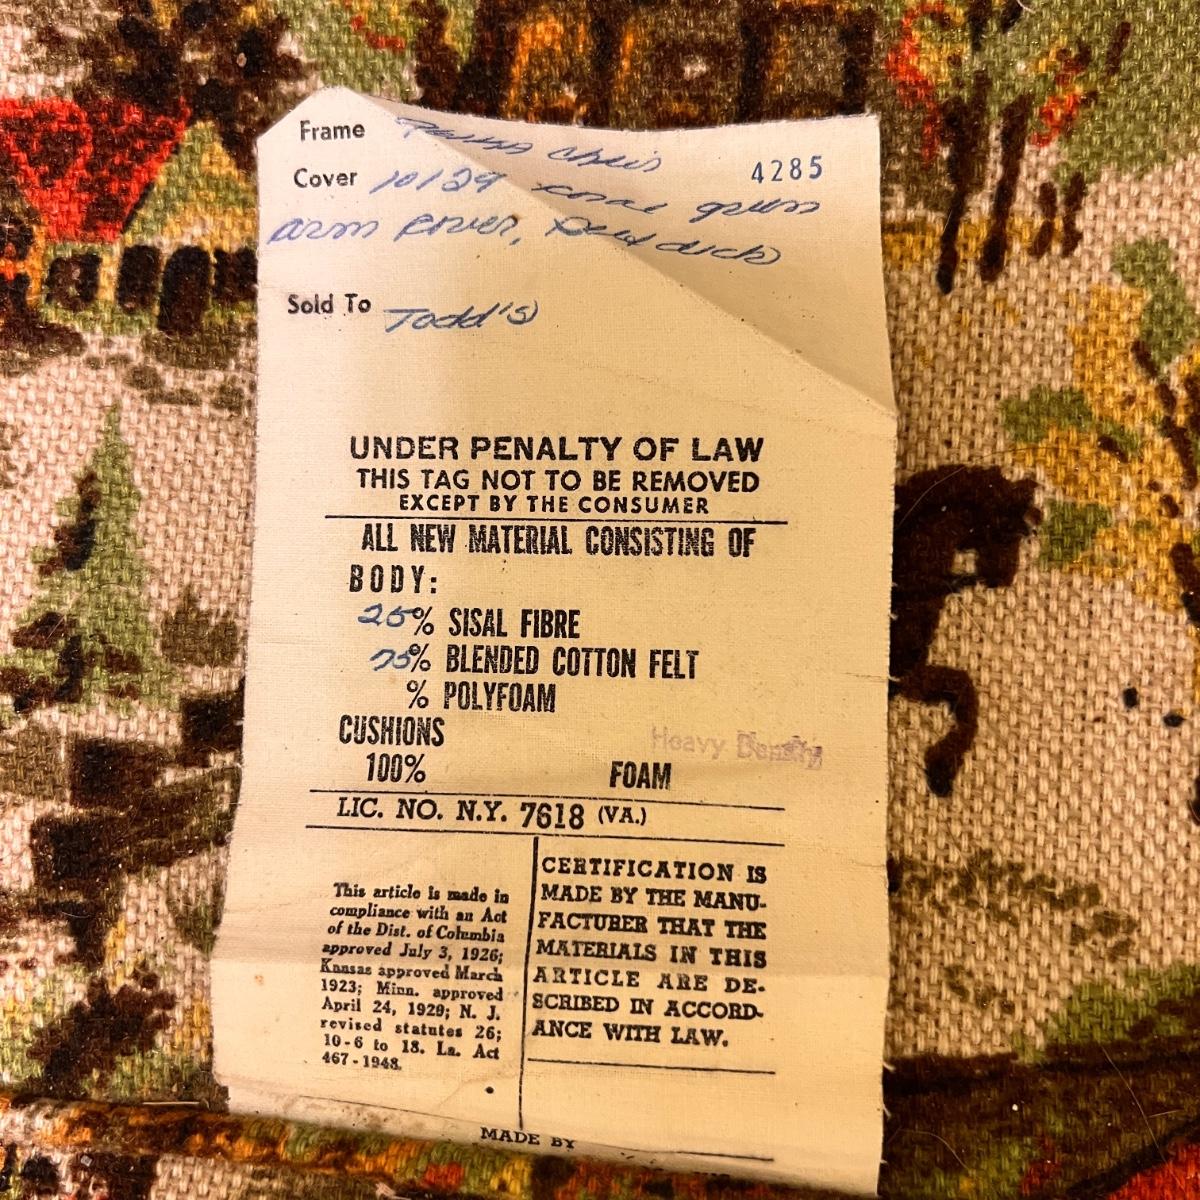 Frame chair
4285
Cover 10129 green
arm cover,
Sold To Todd's
UNDER PENALTY OF LAW
THIS TAG NOT TO BE REMOVED
EXCEPT BY THE CONSUMER
ALL NEW MATERIAL CONSISTING OF
BODY:
25% SISAL FIBRE
75% BLENDED COTTON FELT
% POLYFOAM
CUSHIONS
Heavy Density
100% FOAM
LIC. NO. N.Y. 7618 (VA.)
This article is made in
compliance with an Act
of the Dist. of Columbia
approved July 3, 1926;
Kansas approved March
1923; Minn. approved
April 24, 1929; N. J.
revised statutes 26;
10-6 to 18. La. Act
467-1948.
CERTIFICATION IS
MADE BY THE MANU-
FACTURER THAT THE
MATERIALS IN THIS
ARTICLE ARE DE-
SCRIBED IN ACCORD-
ANCE WITH LAW.
MADE BY